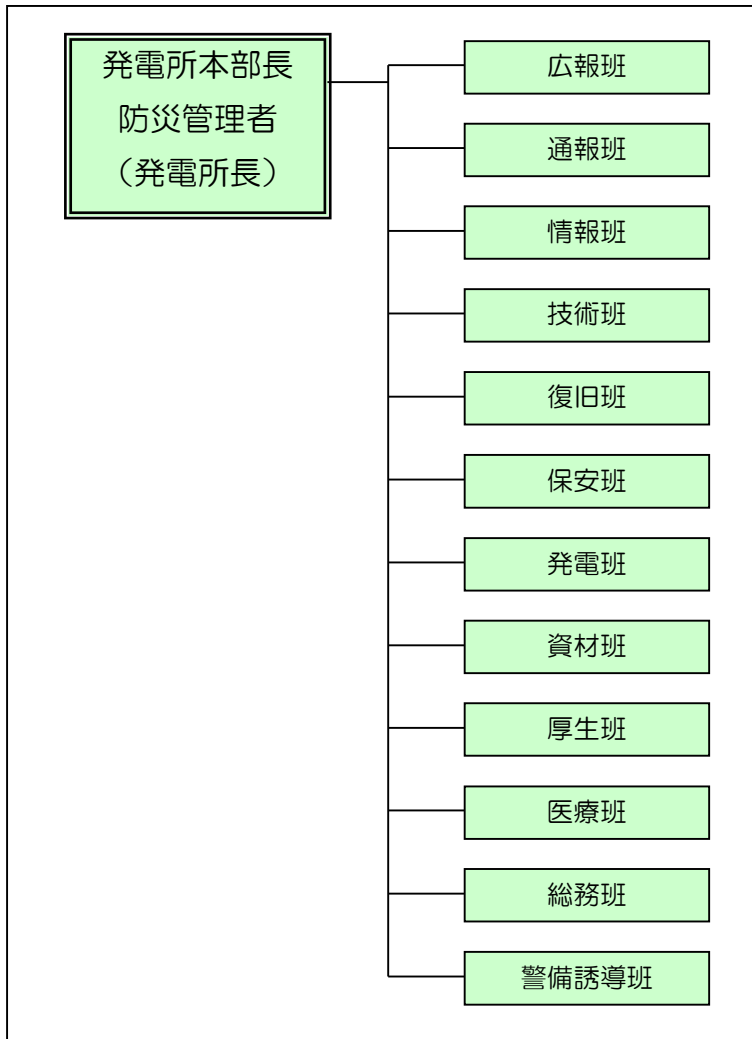 発電所本部長
防災管理者
（発電所長）
広報班
通報班
情報班
技術班
復旧班
保安班
発電班
資材班
厚生班
医療班
総務班
警備誘導班